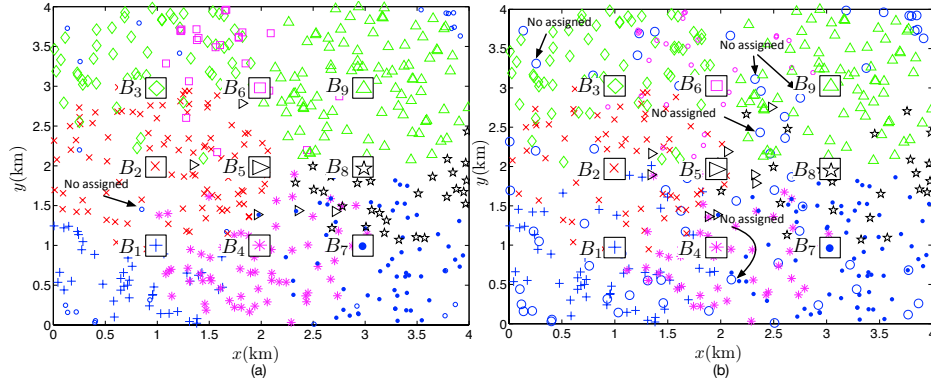 4
3.5
3
2.5
2
1.5
1
0.5
0
y(km)
B3
B6
B9
B2
B5
B8
B1
B4
B7
No assigned
0 0.5 1 1.5 2 2.5 3 3.5 4
x(km)
(a)
4
3.5
3
2.5
2
1.5
1
0.5
0
y(km)
No assigned
No assigned
B3
B6
B9
No assigned
B2
B5
B8
No assigned
B1
B4
B7
0 0.5 1 1.5 2 2.5 3 3.5 4
x(km)
(b)